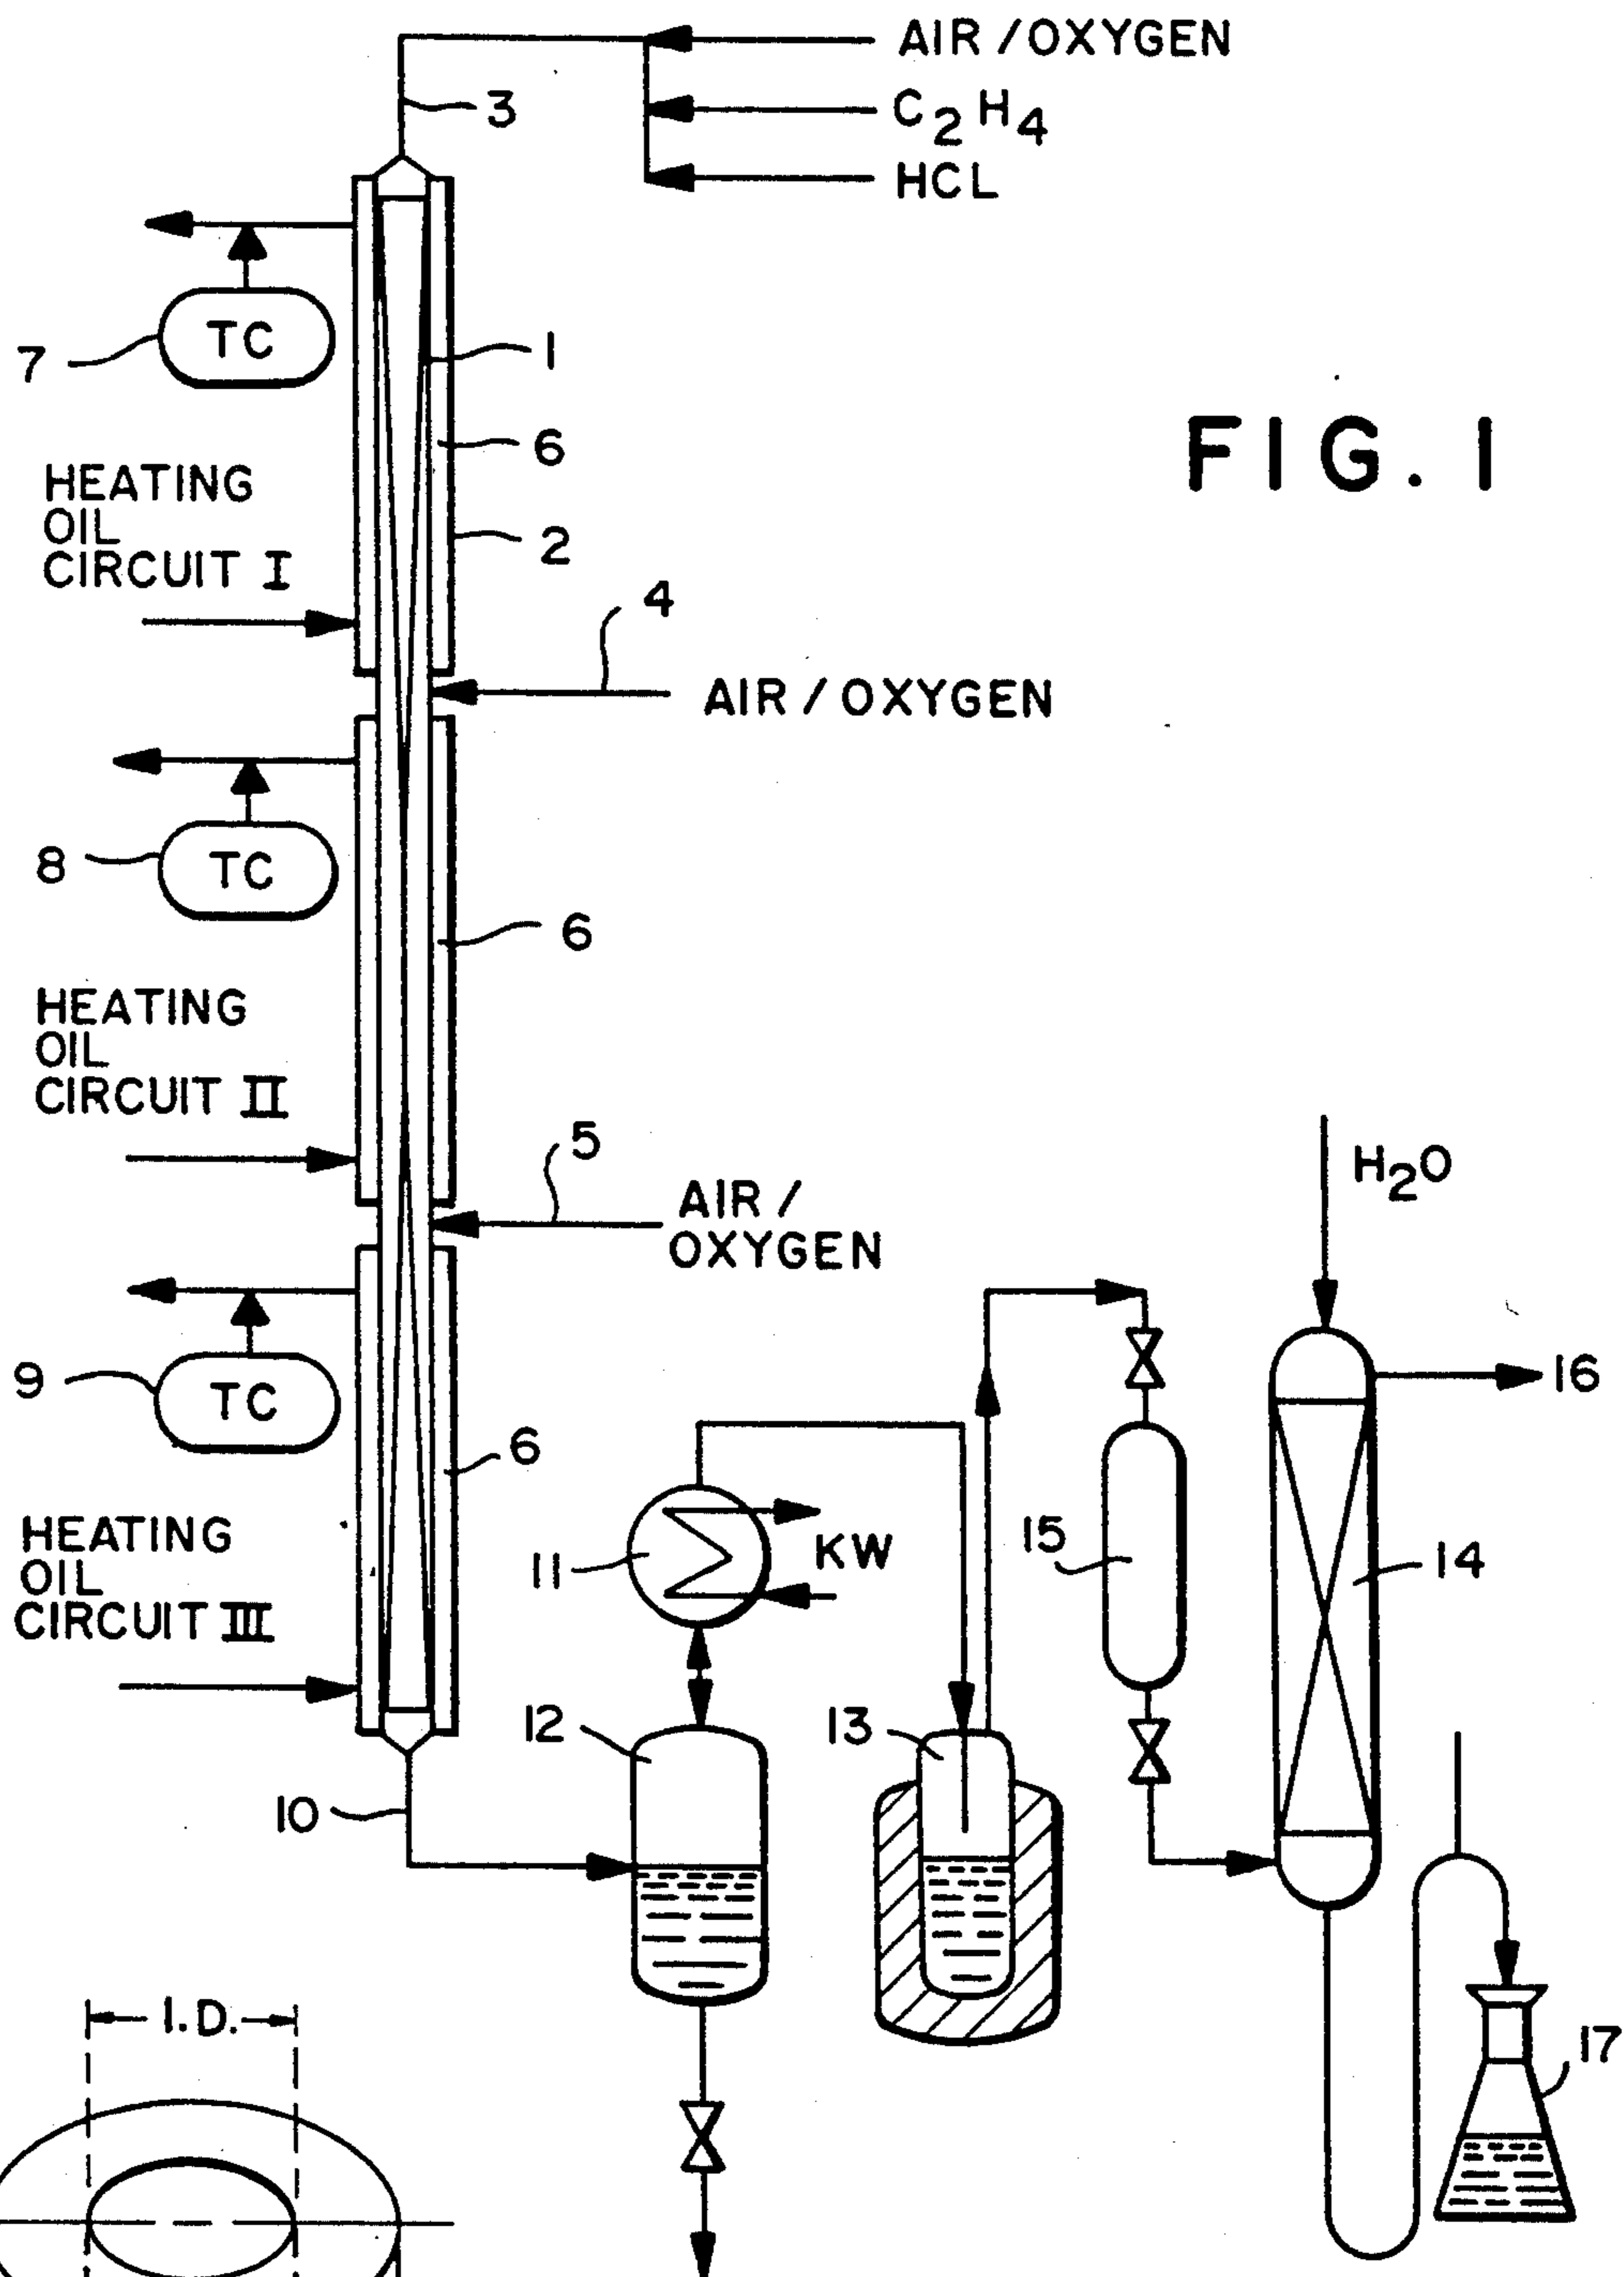 AIR/OXYGEN
3
C2H4
HCL
7
TC
1
FIG. 1
6
HEATING
OIL
CIRCUIT I
2
4
AIR/OXYGEN
8
TC
6
HEATING
OIL
CIRCUIT II
5
AIR/
OXYGEN
H2O
9
TC
16
6
HEATING
OIL
CIRCUIT III
11
KW
15
14
12
13
10
I.D.
17